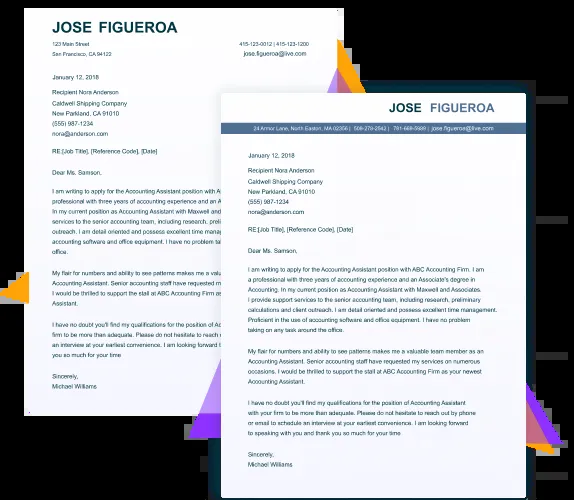 JOSE FIGUEROA
123 Main Street
San Francisco, CA 94122
415-123-0012 | 415-123-1200
jose.figueroa@live.com
January 12, 2018
Recipient Nora Anderson
Caldwell Shipping Company
New Parkland, CA 91010
(555) 987-1234
nora@anderson.com
RE:[Job Title], [Reference Code], [Date]
Dear Ms. Samson,
I am writing to apply for the Accounting Assistant position with A
professional with three years of accounting experience and an A
In my current position as Accounting Assistant with Maxwell and
services to the senior accounting team, including research, preli
outreach. I am detail oriented and possess excellent time manag
accounting software and office equipment. I have no problem ta
office.
My flair for numbers and ability to see patterns makes me a valu
Assistant. Senior accounting staff have requested m
I would be thrilled to support the stall at ABC Accounting Firm as
Assistant.
I have no doubt you'll find my qualifications for the position of Ac
firm to be more than adequate. Please do not hesitate to reach
an interview at your earliest convenience. I am looking forward t
you so much for your time
Sincerely,
Michael Williams
JOSE FIGUEROA
24 Armor Lane, North Easton, MA 02356 | 508-278-2542 | 781-669-5889 | jose.figueroa@live.com
January 12, 2018
Recipient Nora Anderson
Caldwell Shipping Company
New Parkland, CA 91010
(555) 987-1234
nora@anderson.com
RE:[Job Title], [Reference Code], [Date]
Dear Ms. Samson,
I am writing to apply for the Accounting Assistant position with ABC Accounting Firm. I am
a professional with three years of accounting experience and an Associate's degree in
Accounting. In my current position as Accounting Assistant with Maxwell and Associates.
I provide support services to the senior accounting team, including research, preliminary
calculations and client outreach. I am detail oriented and possess excellent time management.
Proficient in the use of accounting software and office equipment. I have no problem
taking on any task around the office.
My flair for numbers and ability to see patterns makes me a valuable team member as an
Accounting Assistant. Senior accounting staff have requested my services on numerous
occasions. I would be thrilled to support the stall at ABC Accounting Firm as your newest
Accounting Assistant.
I have no doubt you'll find my qualifications for the position of Accounting Assistant
with your firm to be more than adequate. Please do not hesitate to reach out by phone
or email to schedule an interview at your earliest convenience. I am looking forward
to speaking with you and thank you so much for your time
Sincerely,
Michael Williams